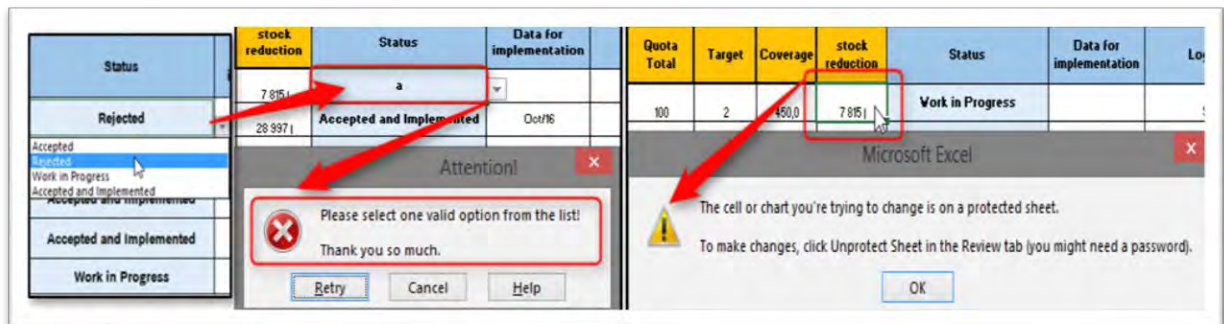 Status
Rejected
Accepted
Rejected
Work in Progress
Accepted and Implemented
Accepted and Implemented
Accepted and Implemented
Work in Progress
stock reduction
Status
Data for implementation
7 815
a
28 997
Accepted and Implemented
Oct/16
Attention!
x
Please select one valid option from the list!
Thank you so much.
Retry
Cancel
Help
Quota Total
Target
Coverage
stock reduction
Status
Data for implementation
100
2
450,0
7 815
Work in Progress
Microsoft Excel
x
The cell or chart you're trying to change is on a protected sheet.
To make changes, click Unprotect Sheet in the Review tab (you might need a password).
OK